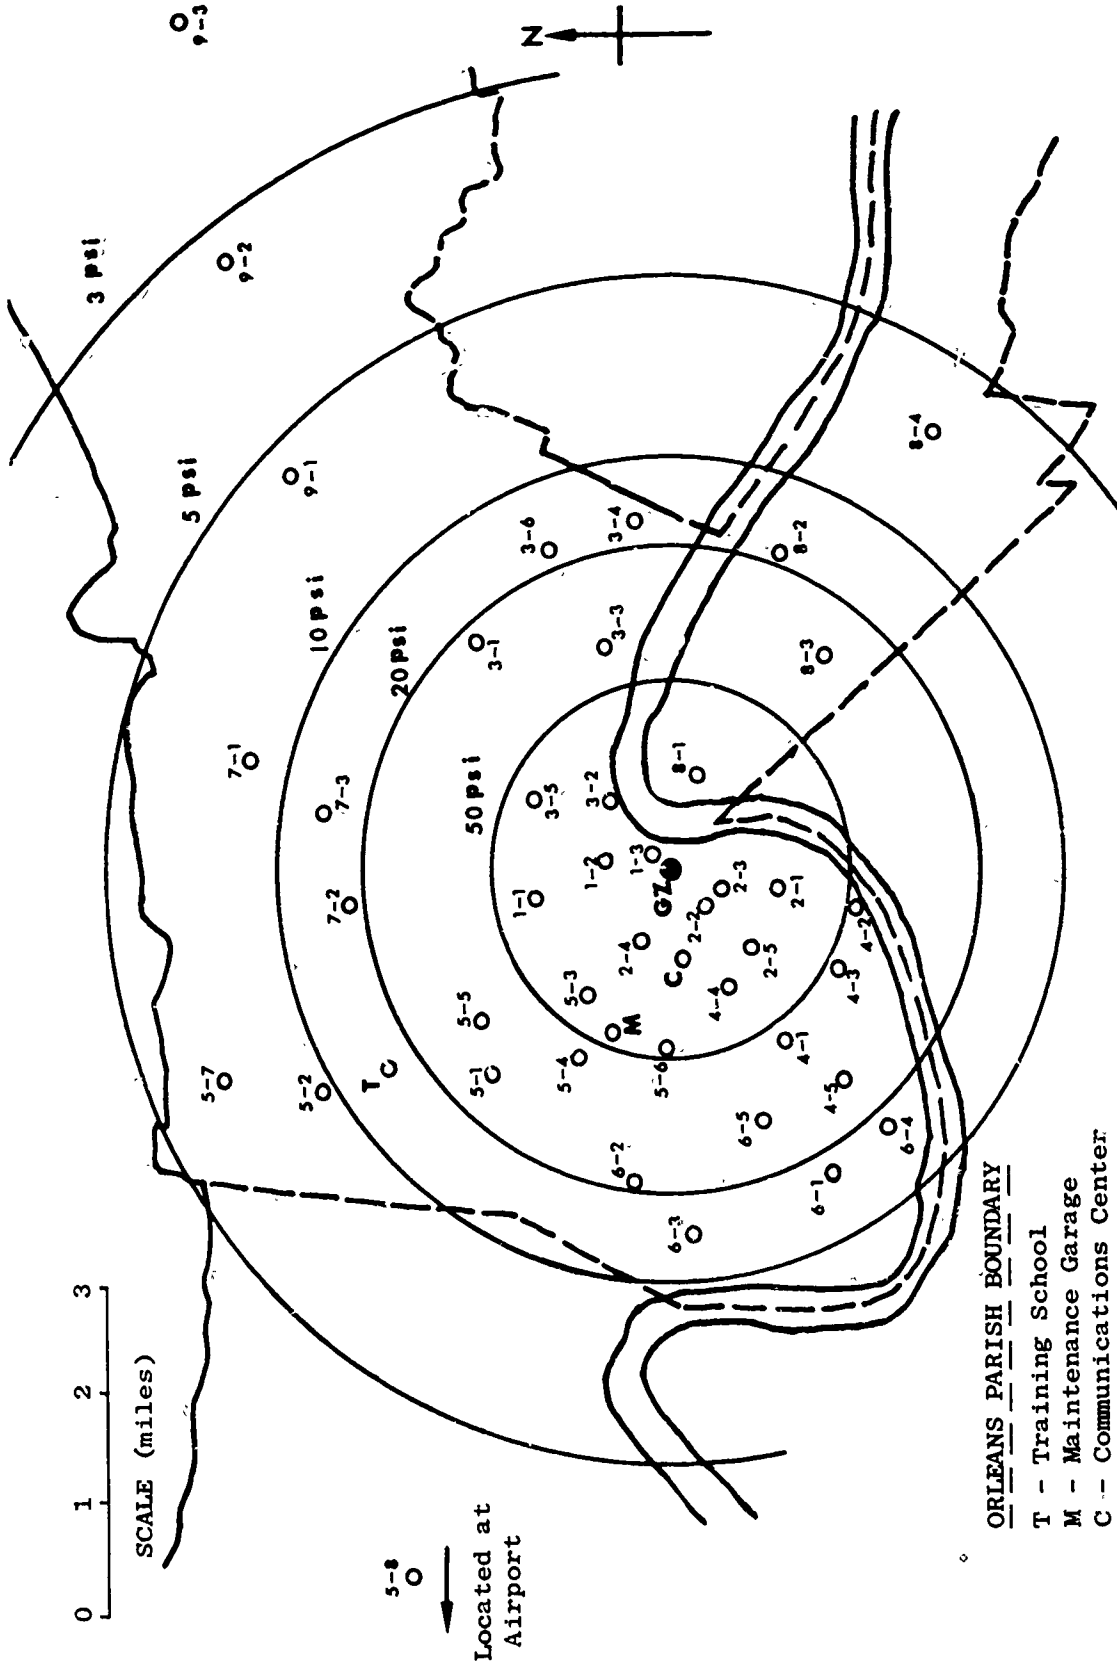 0 1 2 3
SCALE (miles)
5-8
Located at
Airport
ORLEANS PARISH BOUNDARY
T - Training School
M - Maintenance Garage
C - Communications Center
N
3 psi
5 psi
10 psi
20 psi
50 psi
9-3
9-2
9-1
7-1
7-3
7-2
5-7
5-2
T
5-5
5-1
5-3
M
5-4
5-6
3-6
3-4
3-1
3-3
3-5
3-2
1-1
1-2
1-3
GZ
2-4
C
2-2
2-3
2-1
2-5
4-4
4-2
4-3
4-1
4-5
6-5
6-4
6-2
6-1
6-3
8-1
8-2
8-3
8-4